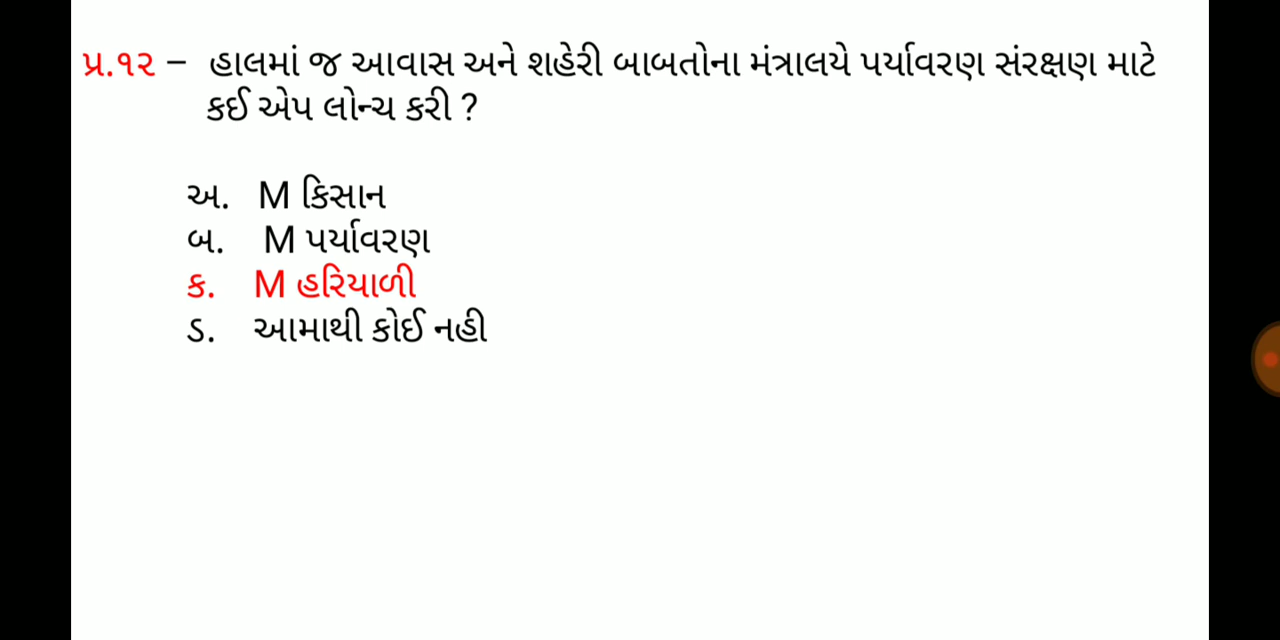 પ્ર.૧૨ – હાલમાં જ આવાસ અને શહેરી બાબતોના મંત્રાલયે પર્યાવરણ સંરક્ષણ માટે
કઈ એપ લોન્ચ કરી ?
અ. M કિસાન
બ. M પર્યાવરણ
ક. M હરિયાળી
ડ. આમાથી કોઈ નહી